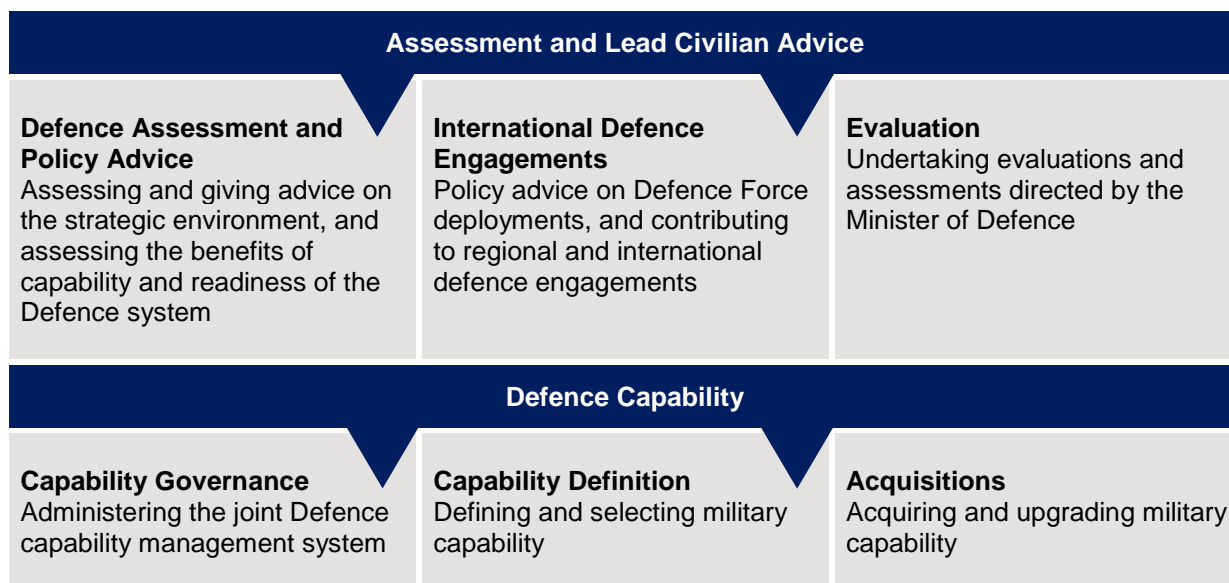 Assessment and Lead Civilian Advice
Defence Assessment and
Policy Advice
Assessing and giving advice on
the strategic environment, and
assessing the benefits of
capability and readiness of the
Defence system
International Defence
Engagements
Policy advice on Defence Force
deployments, and contributing
to regional and international
defence engagements
Evaluation
Undertaking evaluations and
assessments directed by the
Minister of Defence
Defence Capability
Capability Governance
Administering the joint Defence
capability management system
Capability Definition
Defining and selecting military
capability
Acquisitions
Acquiring and upgrading military
capability